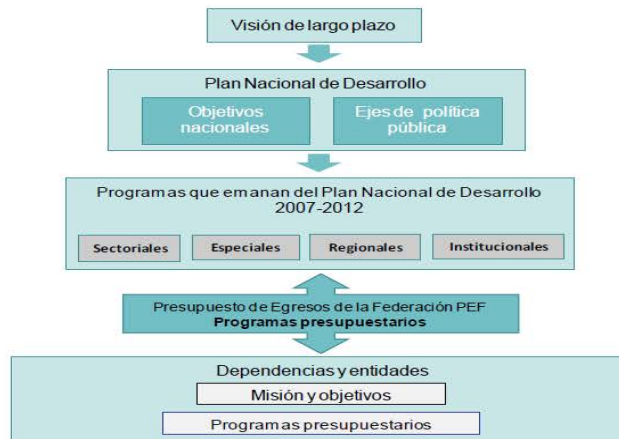 Visión de largo plazo
Plan Nacional de Desarrollo
Objetivos
nacionales
Ejes de política
pública
Programas que emanan del Plan Nacional de Desarrollo
2007-2012
Sectoriales
Especiales
Regionales
Institucionales
Presupuesto de Egresos de la Federación PEF
Programas presupuestarios
Dependencias y entidades
Misión y objetivos
Programas presupuestarios